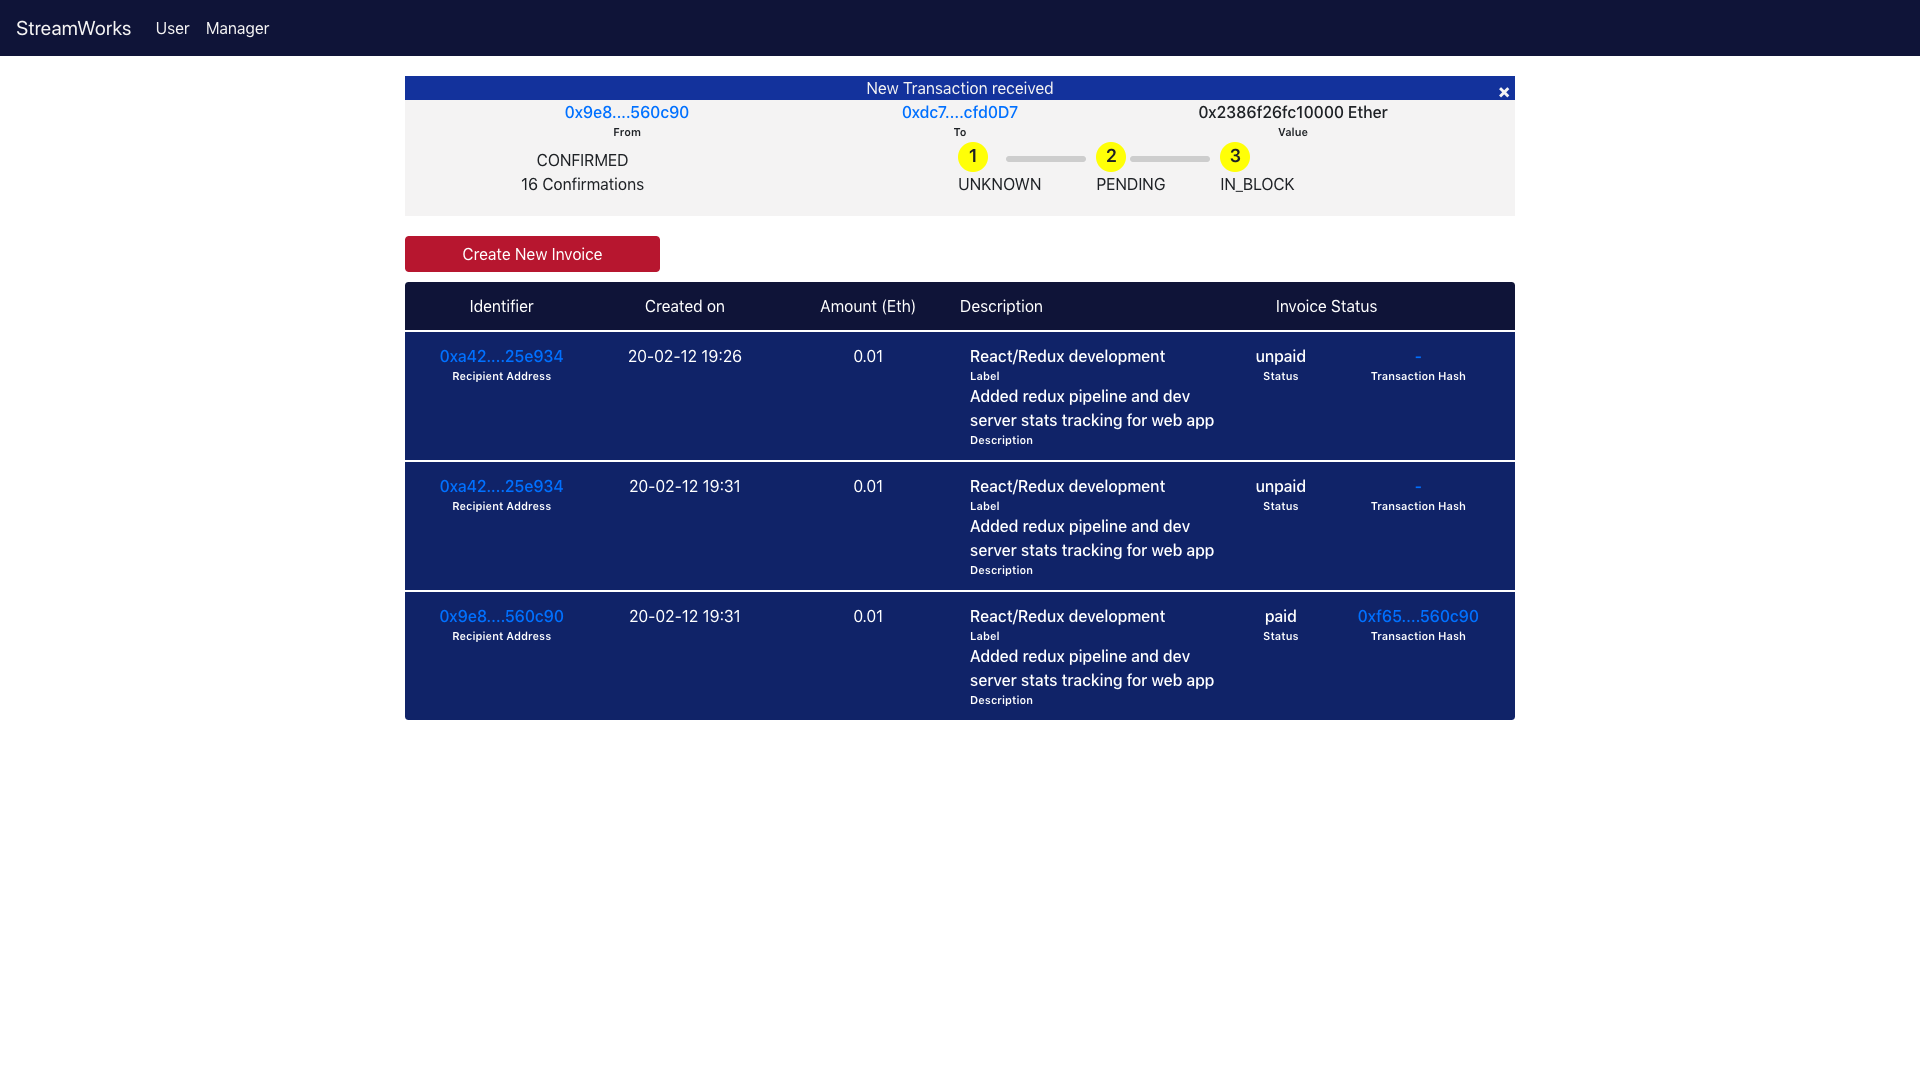 StreamWorks User Manager
New Transaction received ×
0x9e8....560c90 0xdc7....cfd0D7 0x2386f26fc10000 Ether
From To Value
CONFIRMED 1 2 3
16 Confirmations UNKNOWN PENDING IN_BLOCK
Create New Invoice
Identifier Created on Amount (Eth) Description Invoice Status
0xa42....25e934 20-02-12 19:26 0.01 React/Redux development unpaid -
Recipient Address Label Status Transaction Hash
Added redux pipeline and dev
server stats tracking for web app
Description
0xa42....25e934 20-02-12 19:31 0.01 React/Redux development unpaid -
Recipient Address Label Status Transaction Hash
Added redux pipeline and dev
server stats tracking for web app
Description
0x9e8....560c90 20-02-12 19:31 0.01 React/Redux development paid 0xf65....560c90
Recipient Address Label Status Transaction Hash
Added redux pipeline and dev
server stats tracking for web app
Description